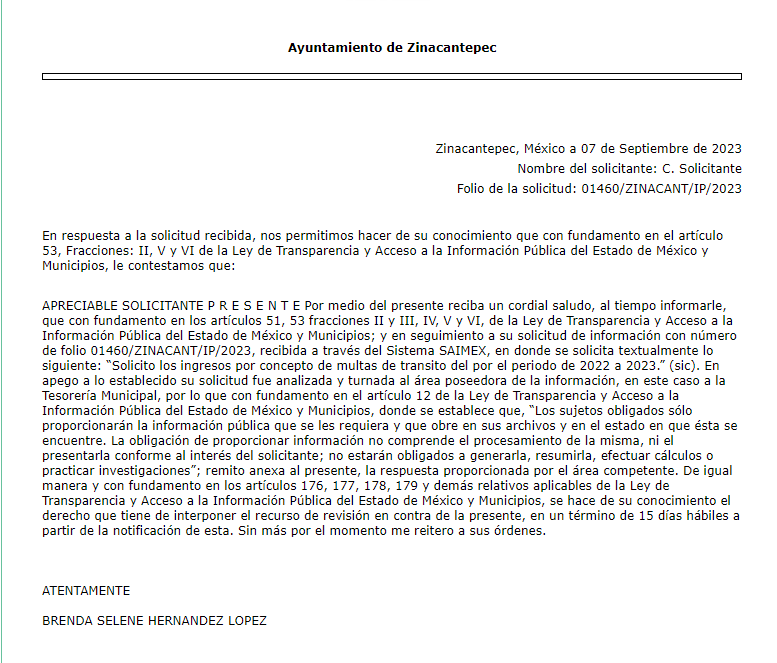 Ayuntamiento de Zinacantepec
Zinacantepec, México a 07 de Septiembre de 2023
Nombre del solicitante: C. Solicitante
Folio de la solicitud: 01460/ZINACANT/IP/2023
En respuesta a la solicitud recibida, nos permitimos hacer de su conocimiento que con fundamento en el artículo
53, Fracciones: II, V y VI de la Ley de Transparencia y Acceso a la Información Pública del Estado de México y
Municipios, le contestamos que:
APRECIABLE SOLICITANTE P R E S E N T E Por medio del presente reciba un cordial saludo, al tiempo informarle,
que con fundamento en los artículos 51, 53 fracciones II y III, IV, V y VI, de la Ley de Transparencia y Acceso a la
Información Pública del Estado de México y Municipios; y en seguimiento a su solicitud de información con número
de folio 01460/ZINACANT/IP/2023, recibida a través del Sistema SAIMEX, en donde se solicita textualmente lo
siguiente: “Solicito los ingresos por concepto de multas de transito del por el periodo de 2022 a 2023.” (sic). En
apego a lo establecido su solicitud fue analizada y turnada al área poseedora de la información, en este caso a la
Tesorería Municipal, por lo que con fundamento en el artículo 12 de la Ley de Transparencia y Acceso a la
Información Pública del Estado de México y Municipios, donde se establece que, “Los sujetos obligados sólo
proporcionarán la información pública que se les requiera y que obre en sus archivos y en el estado en que ésta se
encuentre. La obligación de proporcionar información no comprende el procesamiento de la misma, ni el
presentarla conforme al interés del solicitante; no estarán obligados a generarla, resumirla, efectuar cálculos o
practicar investigaciones”; remito anexa al presente, la respuesta proporcionada por el área competente. De igual
manera y con fundamento en los artículos 176, 177, 178, 179 y demás relativos aplicables de la Ley de
Transparencia y Acceso a la Información Pública del Estado de México y Municipios, se hace de su conocimiento el
derecho que tiene de interponer el recurso de revisión en contra de la presente, en un término de 15 días hábiles a
partir de la notificación de esta. Sin más por el momento me reitero a sus órdenes.
ATENTAMENTE
BRENDA SELENE HERNANDEZ LOPEZ